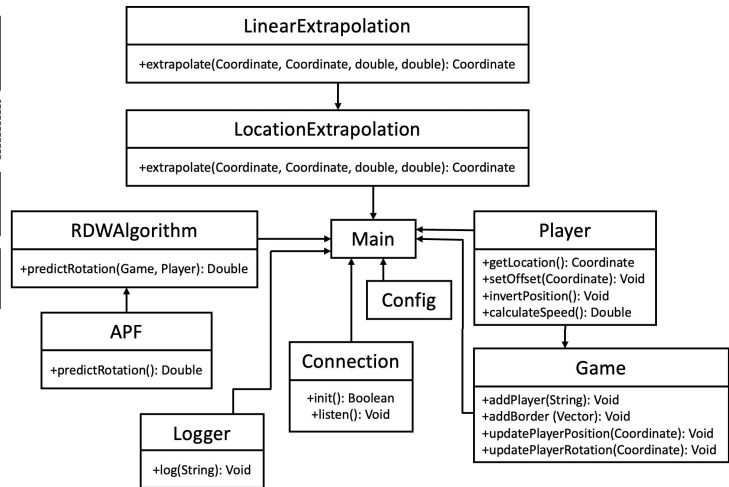 LinearExtrapolation
+extrapolate(Coordinate, Coordinate, double, double): Coordinate
LocationExtrapolation
+extrapolate(Coordinate, Coordinate, double, double): Coordinate
RDWAlgorithm
+predictRotation(Game, Player): Double
Main
Player
+getLocation(): Coordinate
+setOffset(Coordinate): Void
+invertPosition(): Void
+calculateSpeed(): Double
Config
APF
+predictRotation(): Double
Connection
+init(): Boolean
+listen(): Void
Game
+addPlayer(String): Void
+addBorder (Vector): Void
+updatePlayerPosition(Coordinate): Void
+updatePlayerRotation(Coordinate): Void
Logger
+log(String): Void